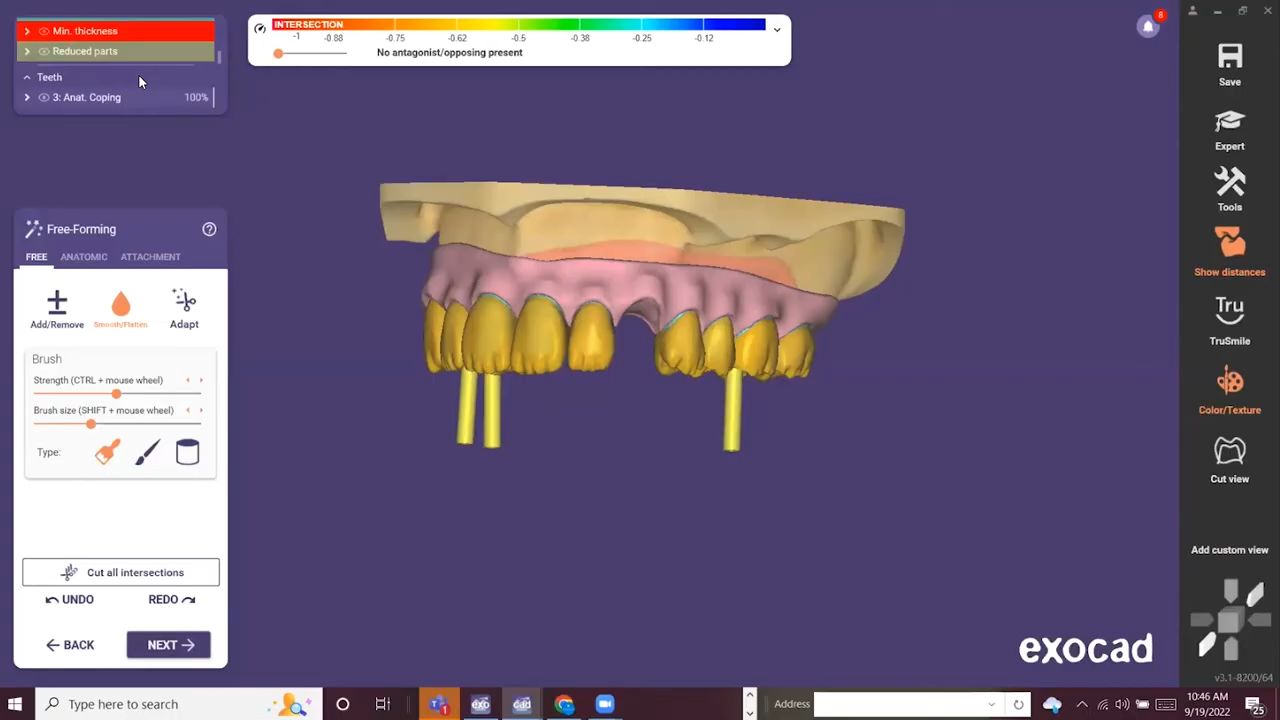 Min. thickness
Reduced parts
Teeth
3: Anat. Coping 100%
INTERSECTION
-1 -0.88 -0.75 -0.62 -0.5 -0.38 -0.25 -0.12
No antagonist/opposing present
8
Save
Expert
Tools
Show distances
Tru
TruSmile
Color/Texture
Cut view
Add custom view
Free-Forming
?
FREE ANATOMIC ATTACHMENT
Add/Remove Smooth/Flatten Adapt
Brush
Strength (CTRL + mouse wheel)
Brush size (SHIFT + mouse wheel)
Type:
Cut all intersections
UNDO REDO
BACK NEXT
exocad
v3.1-8200/64
Type here to search
1
exo
cad
Address
10:46 AM
9/19/2022
25